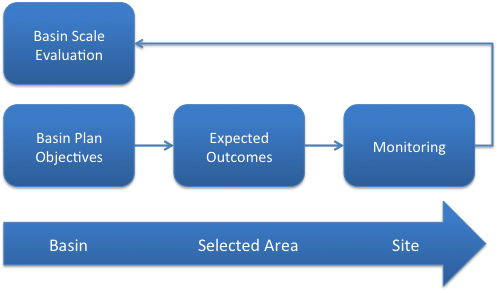 Basin Scale
Evaluation
Basin Plan
Objectives
Expected
Outcomes
Monitoring
Basin
Selected Area
Site